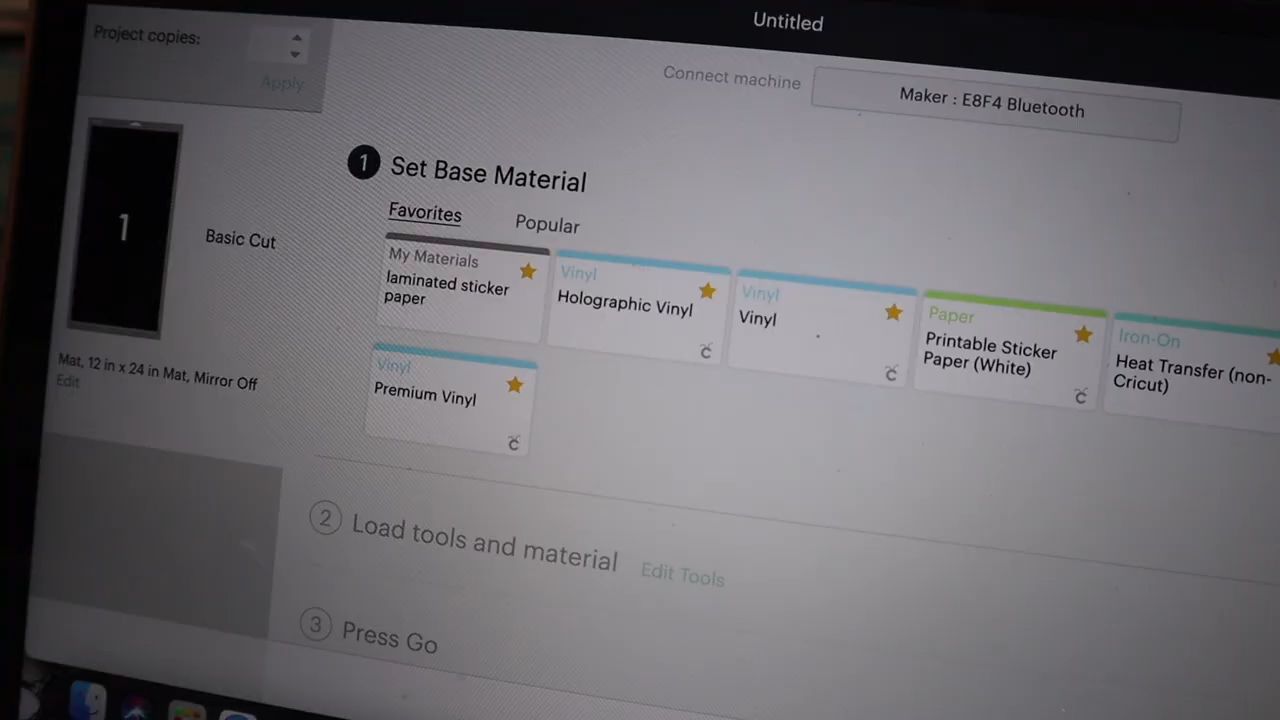 Untitled
Project copies:
Apply
Connect machine
Maker : E8F4 Bluetooth
1
Basic Cut
Mat, 12 in x 24 in Mat, Mirror Off
Edit
1 Set Base Material
Favorites Popular
My Materials
laminated sticker
paper
Vinyl
Holographic Vinyl
Vinyl
Vinyl
Paper
Printable Sticker
Paper (White)
Iron-On
Heat Transfer (non-
Cricut)
Vinyl
Premium Vinyl
2 Load tools and material Edit Tools
3 Press Go